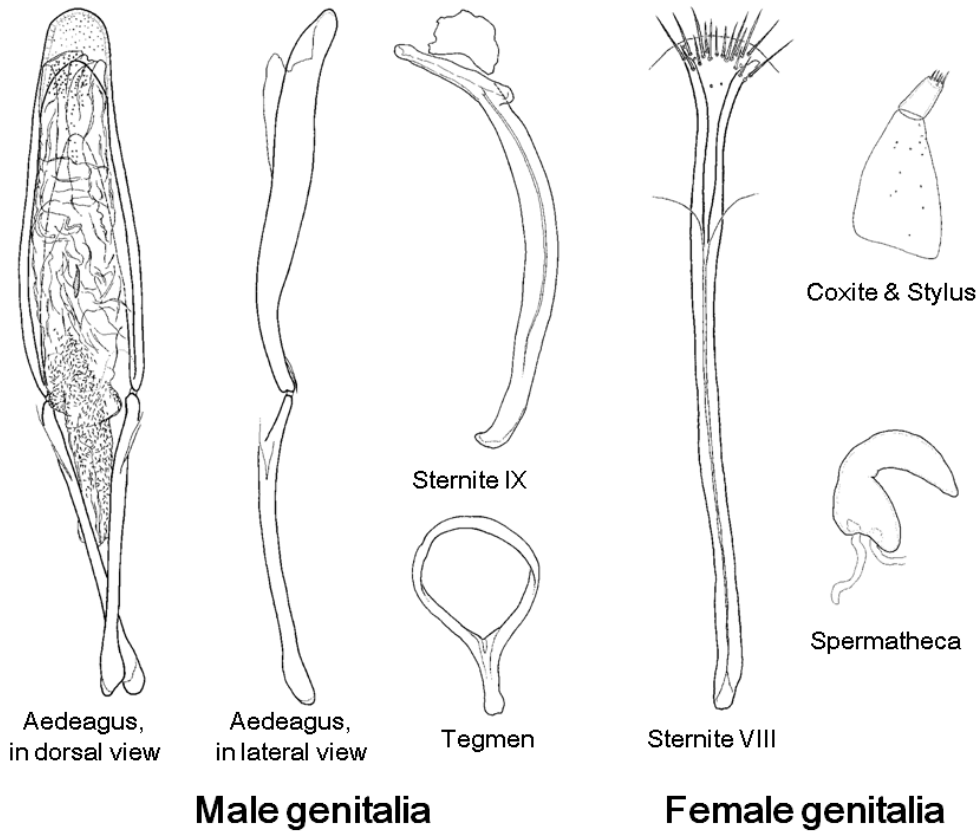 Coxite & Stylus
Sternite IX
Spermatheca
Aedeagus,
in dorsal view
Aedeagus,
in lateral view
Tegmen
Sternite VIII
Male genitalia
Female genitalia